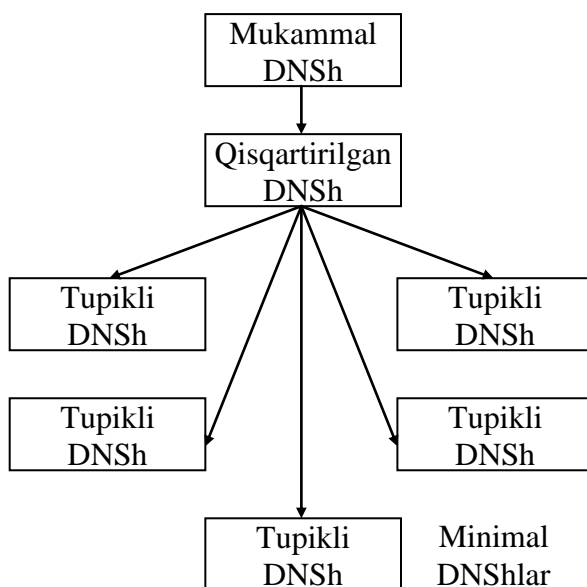 Mukammal
DNSh
Qisqartirilgan
DNSh
Tupikli
DNSh
Tupikli
DNSh
Tupikli
DNSh
Tupikli
DNSh
Tupikli
DNSh
Minimal
DNShlar